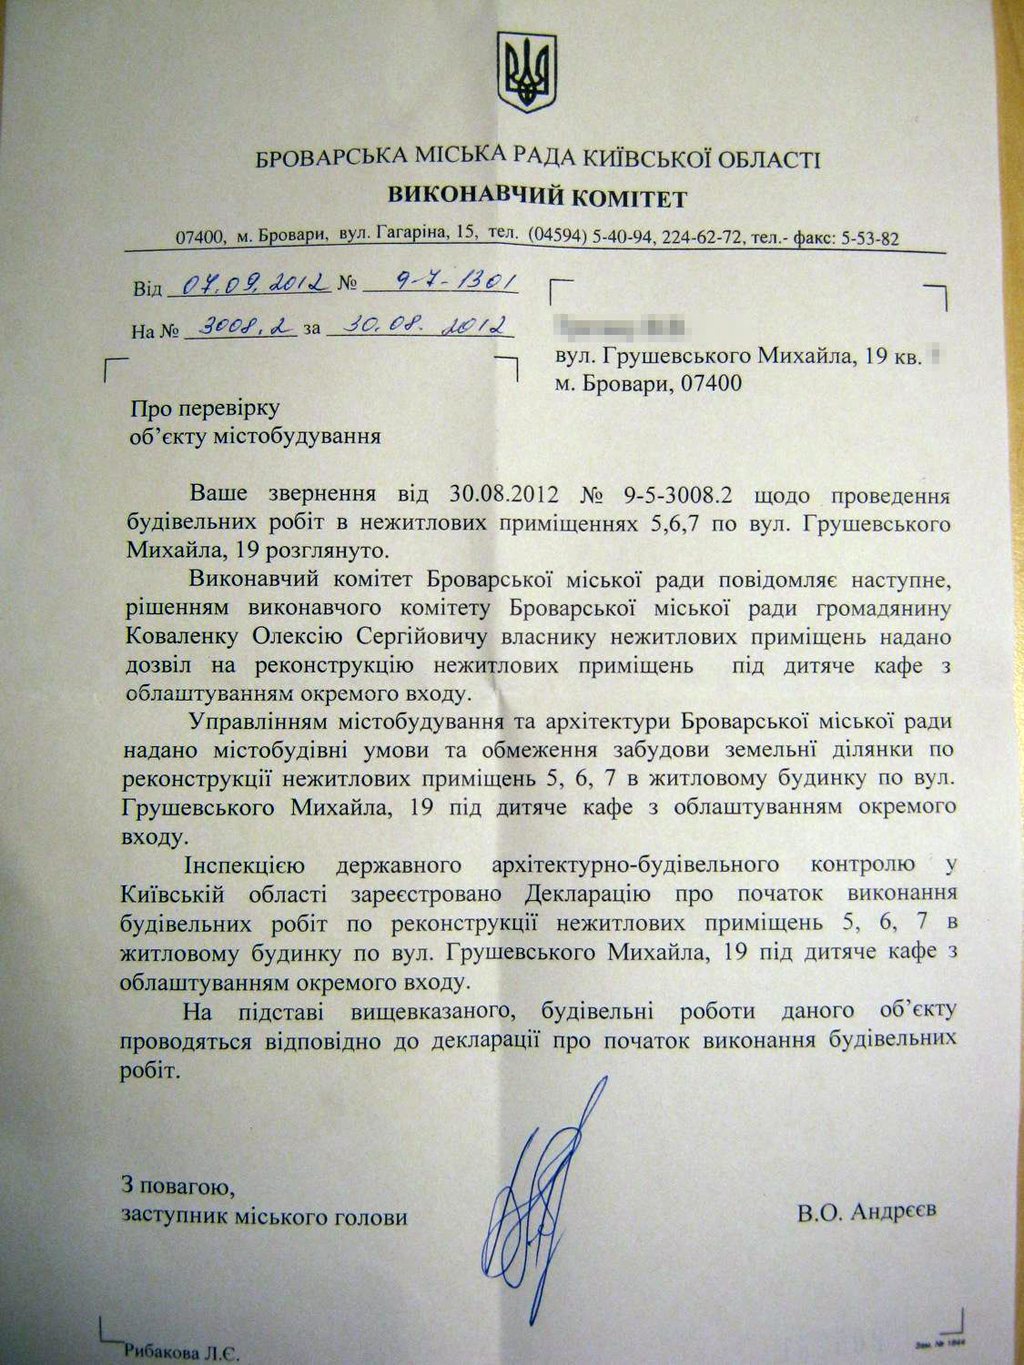 БРОВАРСЬКА МІСЬКА РАДА КИЇВСЬКОЇ ОБЛАСТІ
ВИКОНАВЧИЙ КОМІТЕТ
07400, м. Бровари, вул. Гагаріна, 15, тел. (04594) 5-40-94, 224-62-72, тел.- факс: 5-53-82
Від 07.09.2012 № 9-7-1301
На № 3008.2 за 30.08. 2012
вул. Грушевського Михайла, 19 кв.
м. Бровари, 07400
Про перевірку
об’єкту містобудування
Ваше звернення від 30.08.2012 № 9-5-3008.2 щодо проведення
будівельних робіт в нежитлових приміщеннях 5,6,7 по вул. Грушевського
Михайла, 19 розглянуто.
Виконавчий комітет Броварської міської ради повідомляє наступне,
рішенням виконавчого комітету Броварської міської ради громадянину
Коваленку Олексію Сергійовичу власнику нежитлових приміщень надано
дозвіл на реконструкцію нежитлових приміщень під дитяче кафе з
облаштуванням окремого входу.
Управлінням містобудування та архітектури Броварської міської ради
надано містобудівні умови та обмеження забудови земельнї ділянки по
реконструкції нежитлових приміщень 5, 6, 7 в житловому будинку по вул.
Грушевського Михайла, 19 під дитяче кафе з облаштуванням окремого
входу.
Інспекцією державного архітектурно-будівельного контролю у
Київській області зареєстровано Декларацію про початок виконання
будівельних робіт по реконструкції нежитлових приміщень 5, 6, 7 в
житловому будинку по вул. Грушевського Михайла, 19 під дитяче кафе з
облаштуванням окремого входу.
На підставі вищевказаного, будівельні роботи даного об’єкту
проводяться відповідно до декларації про початок виконання будівельних
робіт.
З повагою,
заступник міського голови
В.О. Андрєєв
Рибакова Л.Є.